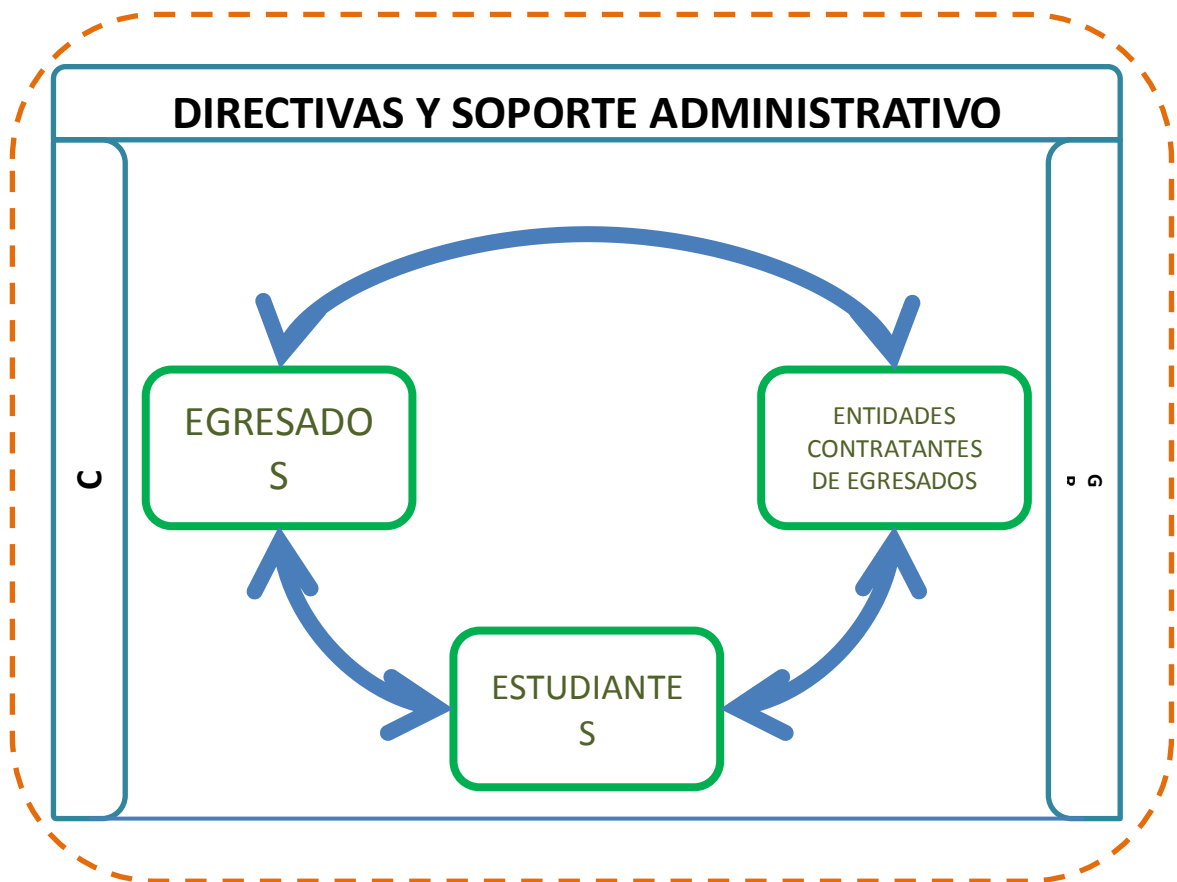 DIRECTIVAS Y SOPORTE ADMINISTRATIVO
EGRESADO
S
ENTIDADES
CONTRATANTES
DE EGRESADOS
C
G
ESTUDIANTE
S